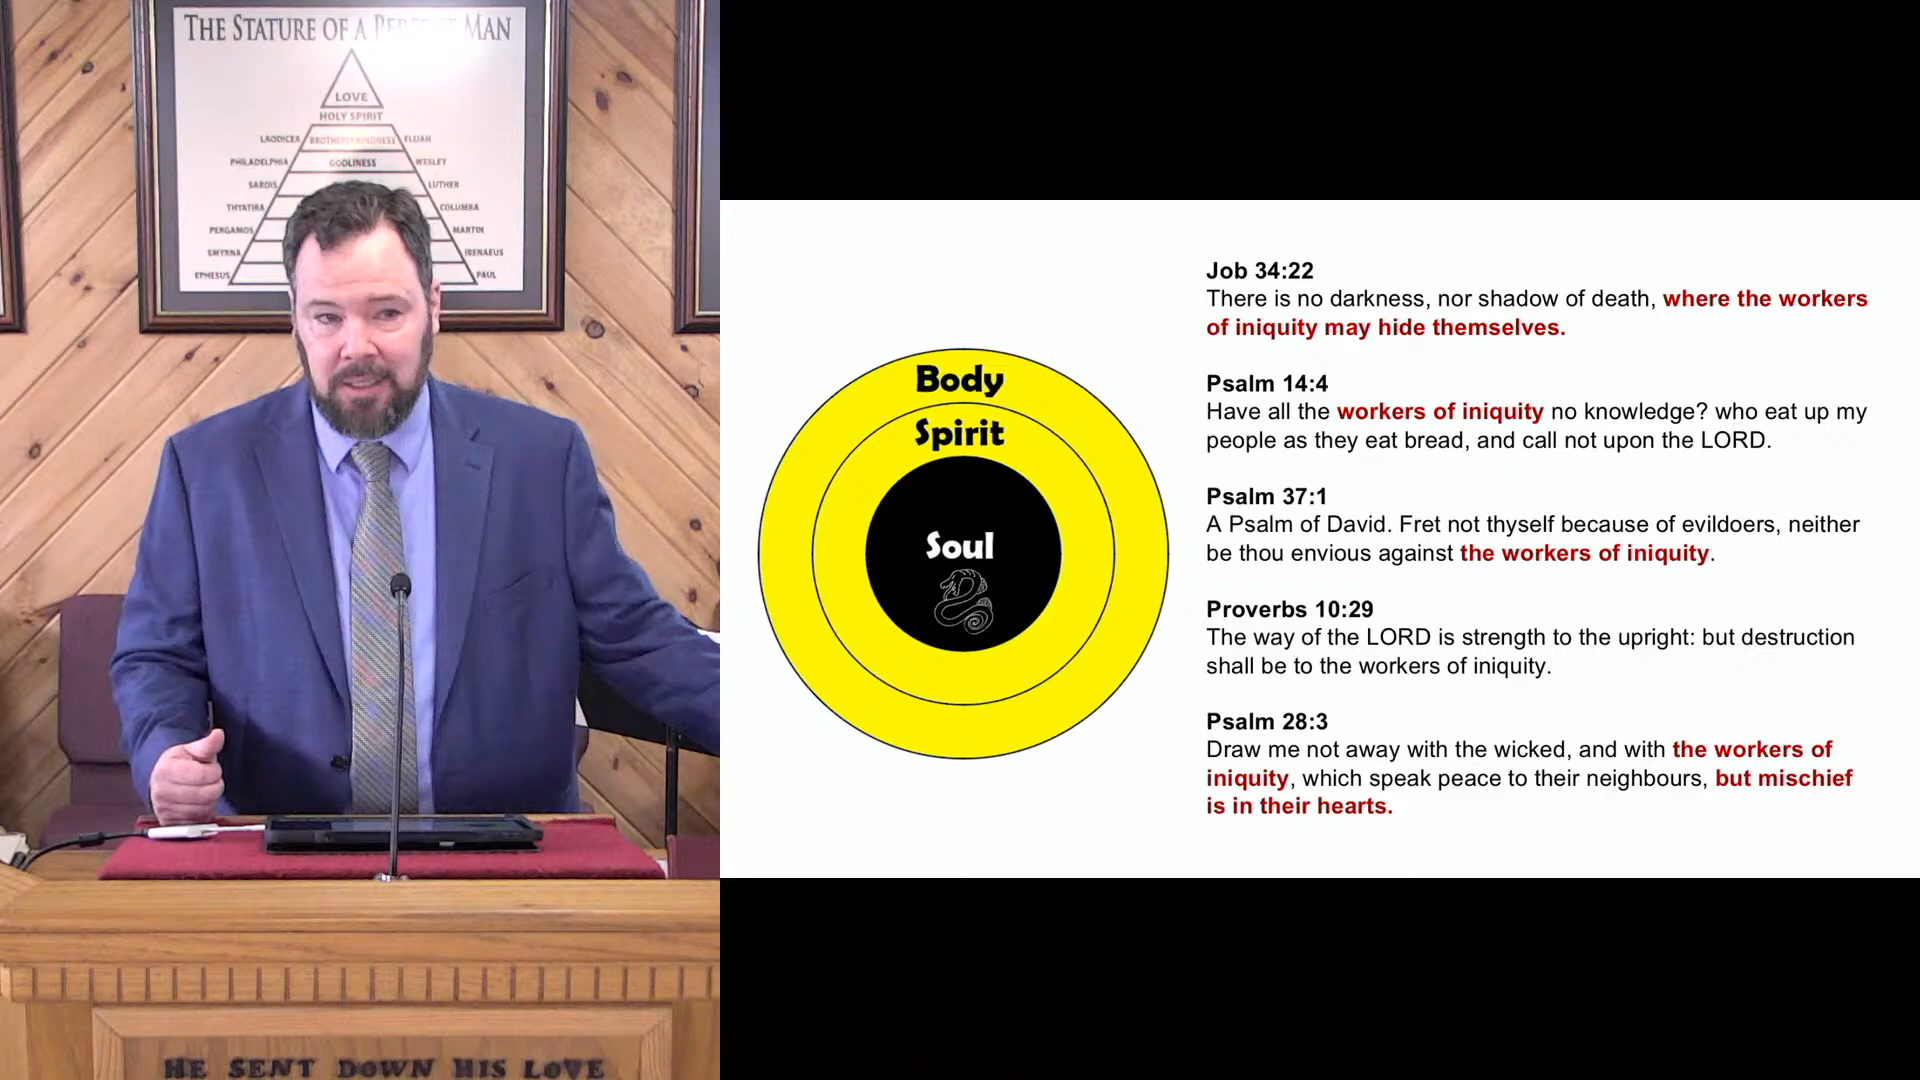 THE STATURE OF A PERFECT MAN
LOVE
HOLY SPIRIT
LAODICEA BROTHERLY KINDNESS ELIJAH
PHILADELPHIA GODLINESS WESLEY
SARDIS LUTHER
THYATIRA COLUMBA
PERGAMOS MARTIN
SMYRNA IRENAEUS
EPHESUS PAUL
HE SENT DOWN HIS LOVE
Body
Spirit
Soul
Job 34:22
There is no darkness, nor shadow of death, where the workers
of iniquity may hide themselves.
Psalm 14:4
Have all the workers of iniquity no knowledge? who eat up my
people as they eat bread, and call not upon the LORD.
Psalm 37:1
A Psalm of David. Fret not thyself because of evildoers, neither
be thou envious against the workers of iniquity.
Proverbs 10:29
The way of the LORD is strength to the upright: but destruction
shall be to the workers of iniquity.
Psalm 28:3
Draw me not away with the wicked, and with the workers of
iniquity, which speak peace to their neighbours, but mischief
is in their hearts.